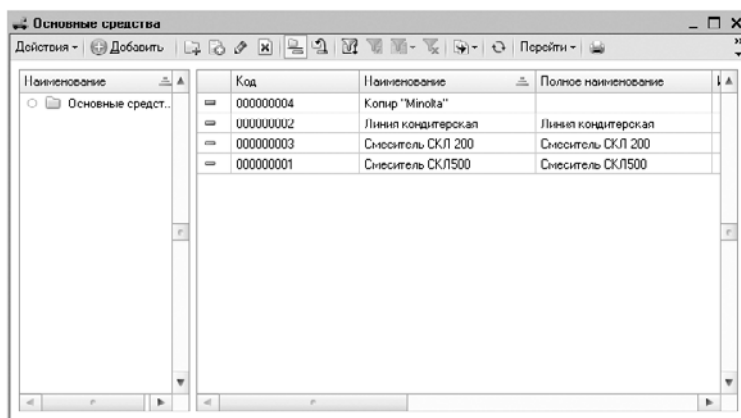 Основные средства
Действия Добавить Перейти
Наименование Код Наименование Полное наименование
Основные средст..
000000004 Копир "Minolta"
000000002 Линия кондитерская Линия кондитерская
000000003 Смеситель СКЛ 200 Смеситель СКЛ 200
000000001 Смеситель СКЛ500 Смеситель СКЛ500